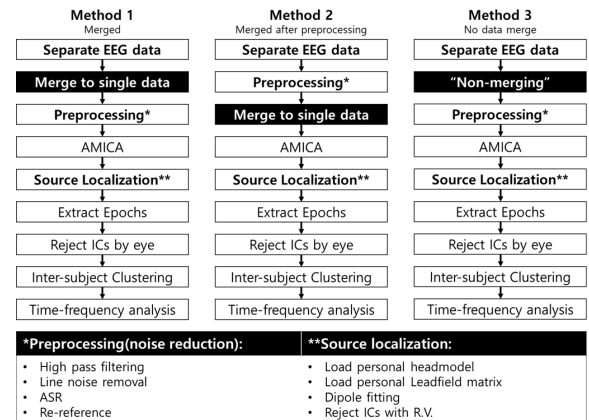 Method 1
Merged
Separate EEG data
Merge to single data
Preprocessing*
AMICA
Source Localization**
Extract Epochs
Reject ICs by eye
Inter-subject Clustering
Time-frequency analysis
Method 2
Merged after preprocessing
Separate EEG data
Preprocessing*
Merge to single data
AMICA
Source Localization**
Extract Epochs
Reject ICs by eye
Inter-subject Clustering
Time-frequency analysis
Method 3
No data merge
Separate EEG data
“Non-merging”
Preprocessing*
AMICA
Source Localization**
Extract Epochs
Reject ICs by eye
Inter-subject Clustering
Time-frequency analysis
*Preprocessing(noise reduction):
• High pass filtering
• Line noise removal
• ASR
• Re-reference
**Source localization:
• Load personal headmodel
• Load personal Leadfield matrix
• Dipole fitting
• Reject ICs with R.V.